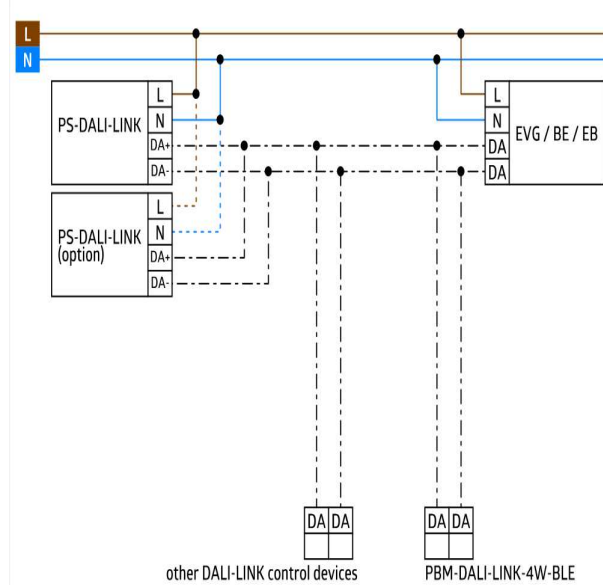 L
N
PS-DALI-LINK
L
N
DA+
DA-
L
N
DA
DA
EVG / BE / EB
PS-DALI-LINK
(option)
L
N
DA+
DA-
DA DA
DA DA
other DALI-LINK control devices
PBM-DALI-LINK-4W-BLE